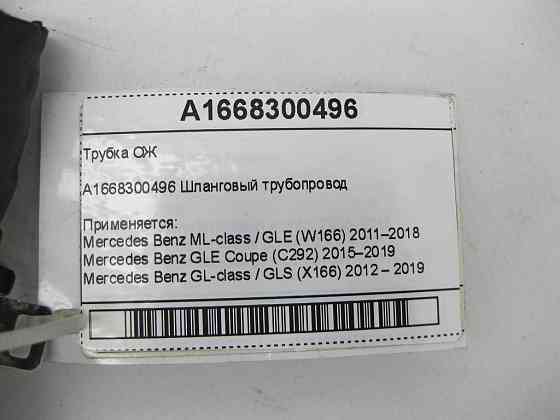 A1668300496
Трубка ОЖ
A1668300496 Шланговый трубопровод
Применяется:
Mercedes Benz ML-class / GLE (W166) 2011–2018
Mercedes Benz GLE Coupe (C292) 2015–2019
Mercedes Benz GL-class / GLS (X166) 2012 – 2019